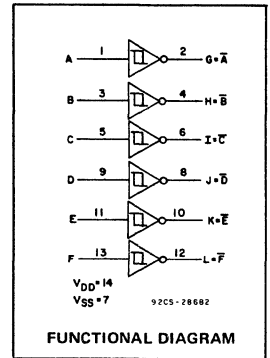 A 1 2 G=A̅
B 3 4 H=B̅
C 5 6 I=C̅
D 9 8 J=D̅
E 11 10 K=E̅
F 13 12 L=F̅
VDD=14
VSS=7 92CS-28682
FUNCTIONAL DIAGRAM